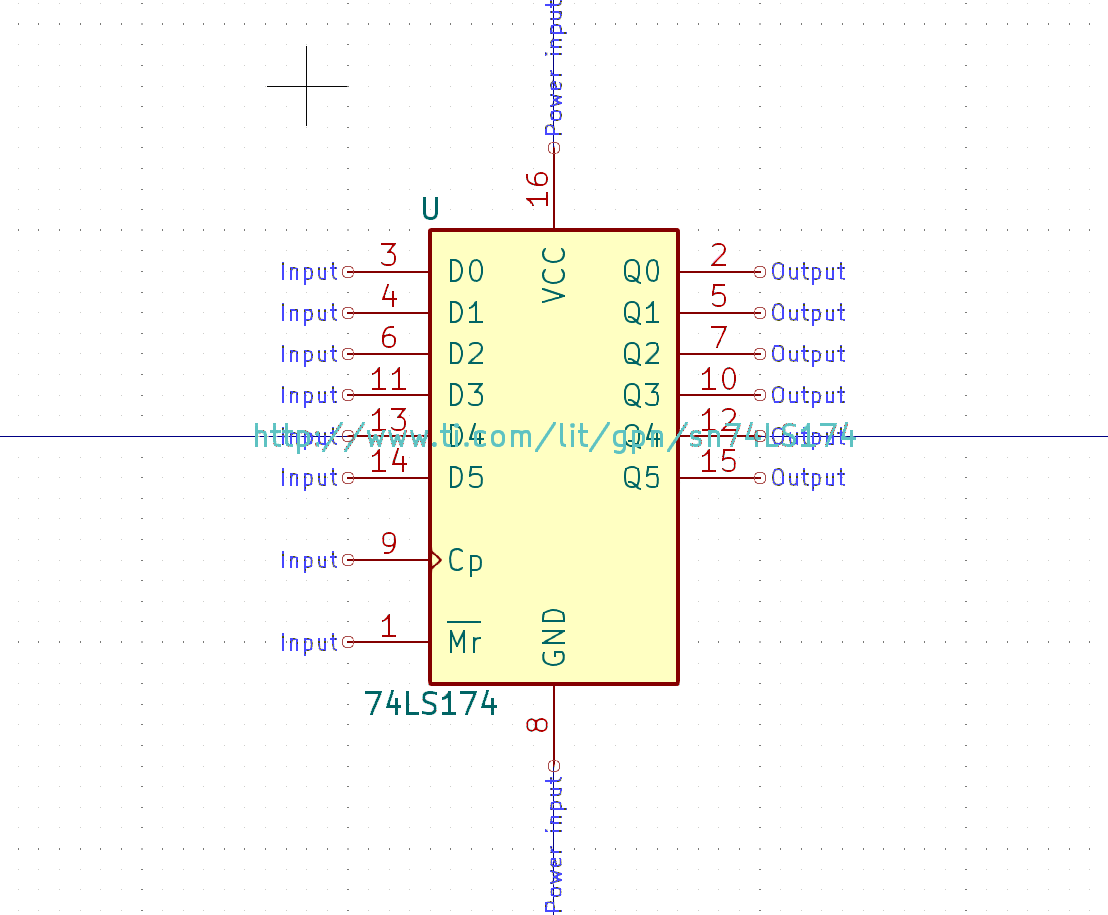 Power input
16
U
VCC
Input 3 D0 Q0 2 Output
Input 4 D1 Q1 5 Output
Input 6 D2 Q2 7 Output
Input 11 D3 Q3 10 Output
Input 13 D4 Q4 12 Output
http://www.ti.com/lit/gpn/sn74LS174
Input 14 D5 Q5 15 Output
Input 9 Cp
Input 1 Mr
GND
74LS174
8
Power input